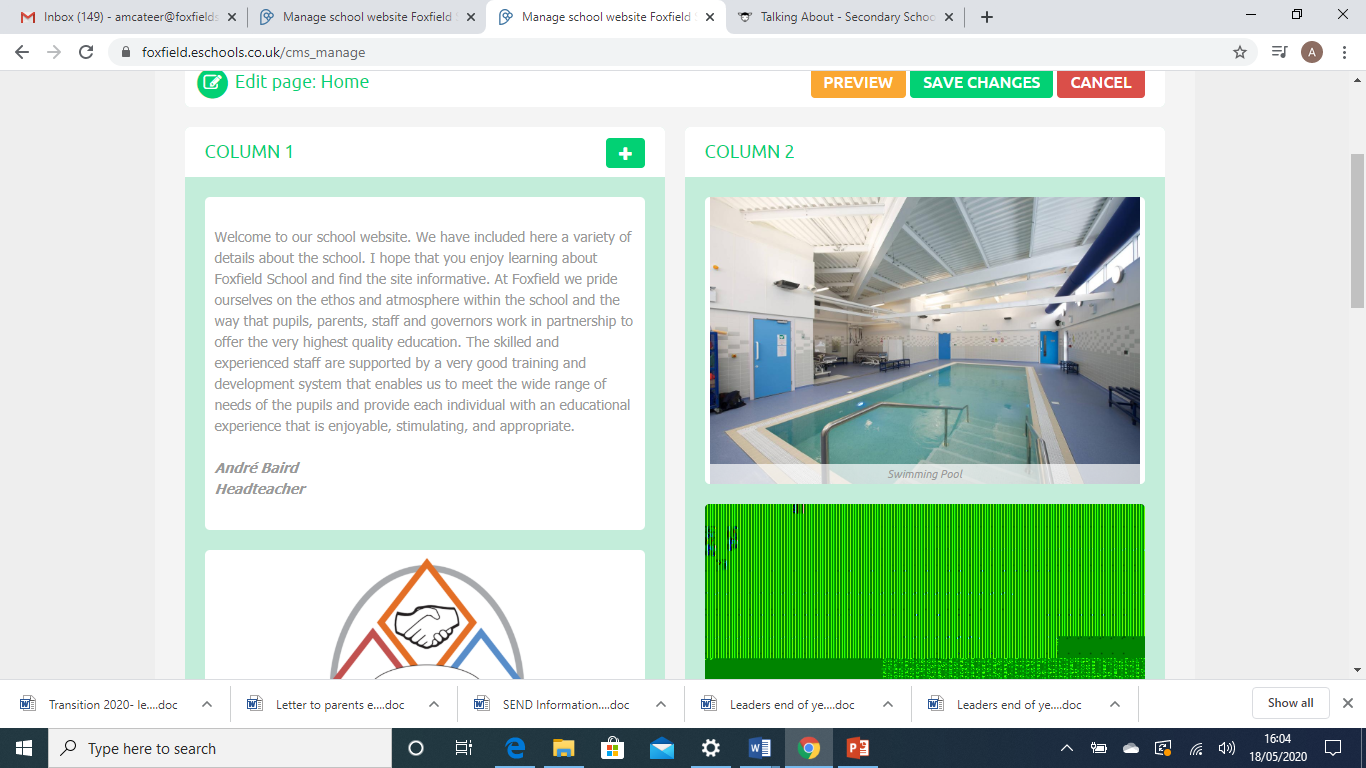 Inbox (149) - amcateer@foxfields
Manage school website Foxfield S
Manage school website Foxfield S
Talking About - Secondary Schoo
foxfield.eschools.co.uk/cms_manage
A
Edit page: Home
PREVIEW
SAVE CHANGES
CANCEL
COLUMN 1
COLUMN 2
Welcome to our school website. We have included here a variety of
details about the school. I hope that you enjoy learning about
Foxfield School and find the site informative. At Foxfield we pride
ourselves on the ethos and atmosphere within the school and the
way that pupils, parents, staff and governors work in partnership to
offer the very highest quality education. The skilled and
experienced staff are supported by a very good training and
development system that enables us to meet the wide range of
needs of the pupils and provide each individual with an educational
experience that is enjoyable, stimulating, and appropriate.
André Baird
Headteacher
Swimming Pool
Transition 2020- le....doc
Letter to parents e....doc
SEND Information....doc
Leaders end of ye....doc
Leaders end of ye....doc
Show all
Type here to search
16:04
18/05/2020